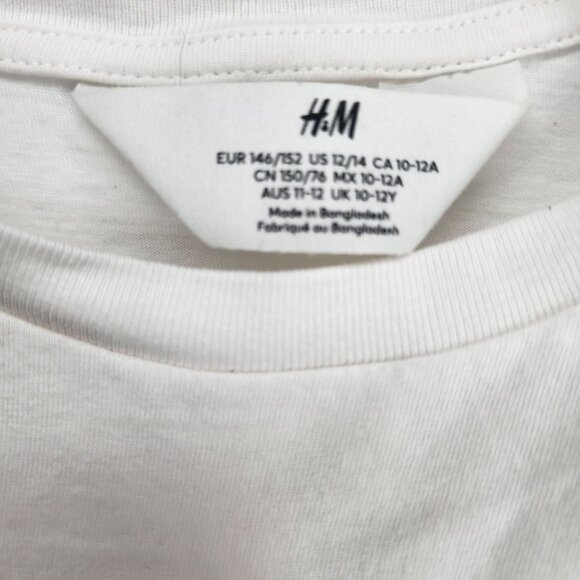 H&M
EUR 146/152 US 12/14 CA 10-12A
CN 150/76 MX 10-12A
AUS 11-12 UK 10-12Y
Made in Bangladesh
Fabriqué au Bangladesh